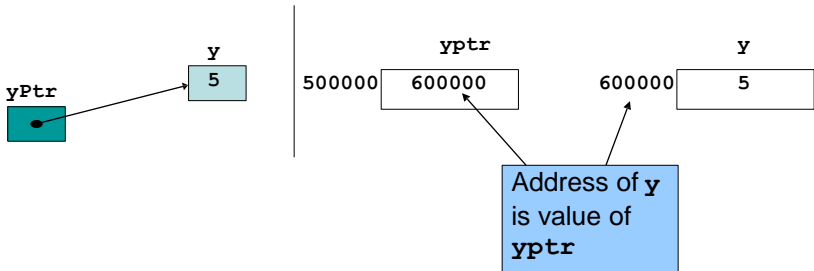 y
yPtr
5
yptr
y
500000
600000
600000
5
Address of y
is value of
yptr